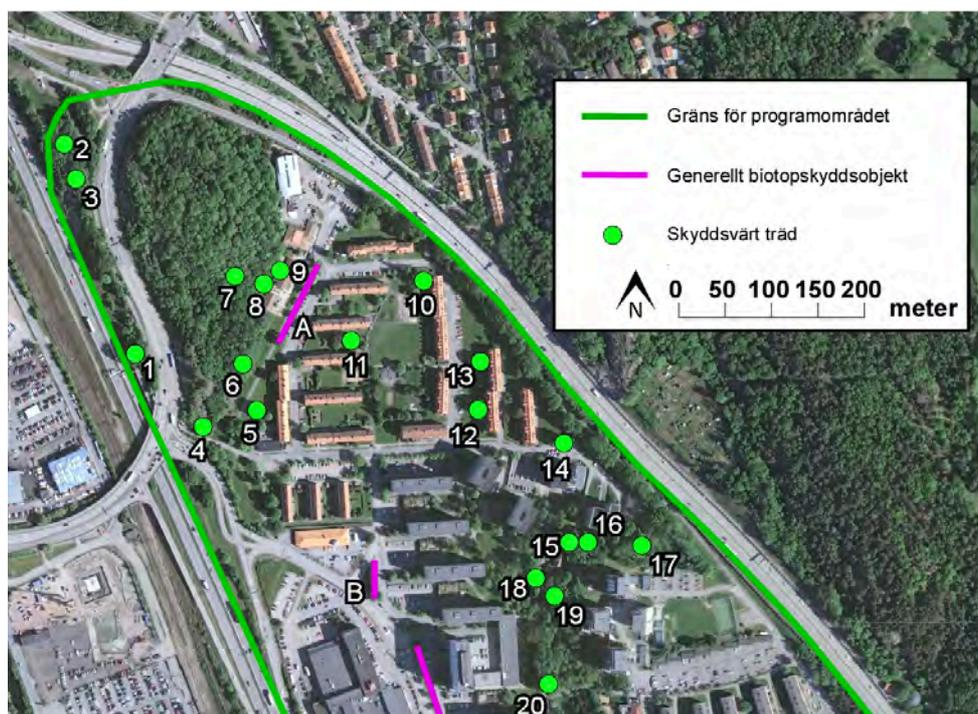 Gräns för programområdet
Generellt biotopskyddsobjekt
Skyddsvärt träd
N
0 50 100 150 200
meter
2
3
9
7
8
10
A
11
1
6
13
5
12
4
14
16
15
17
18
B
19
20